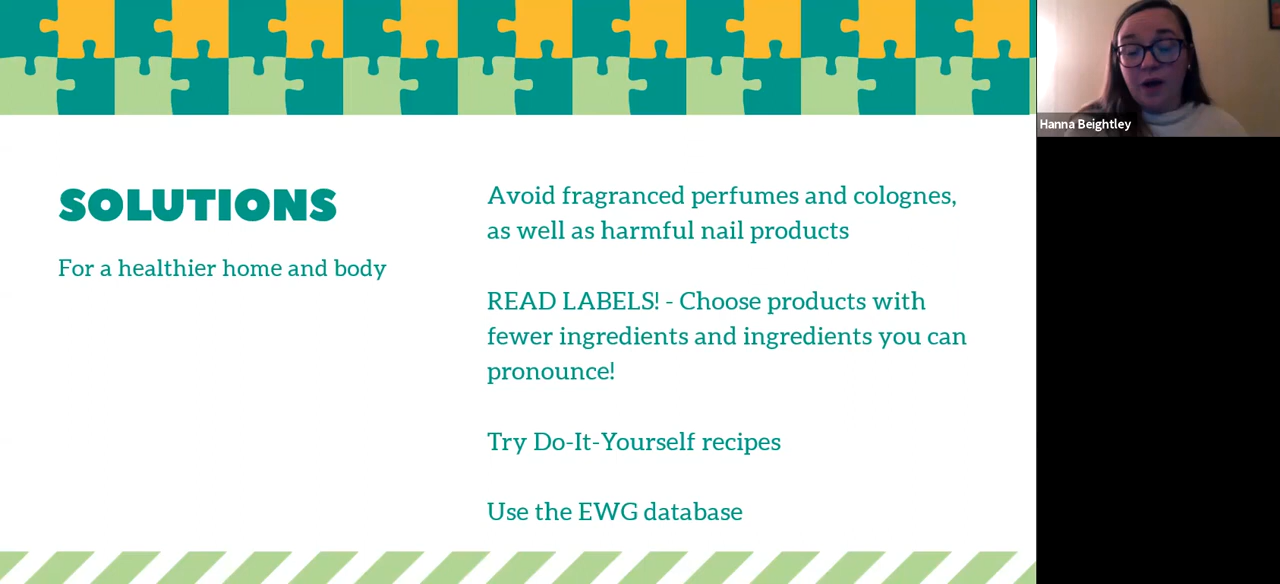 SOLUTIONS
For a healthier home and body
Avoid fragranced perfumes and colognes,
as well as harmful nail products
READ LABELS! - Choose products with
fewer ingredients and ingredients you can
pronounce!
Try Do-It-Yourself recipes
Use the EWG database
Hanna Beightley